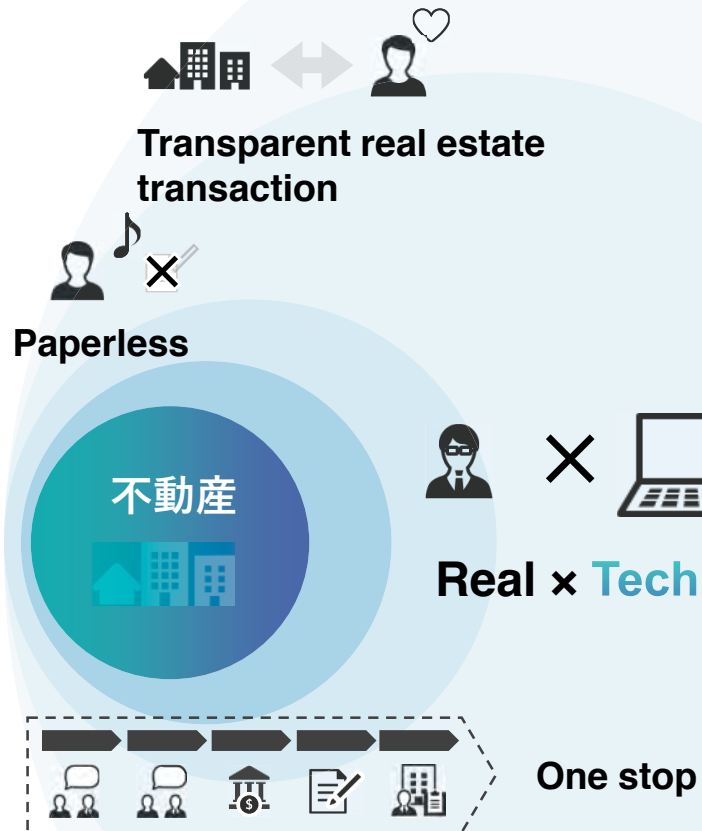 Transparent real estate
transaction
Paperless
不動産
Real × Tech
One stop